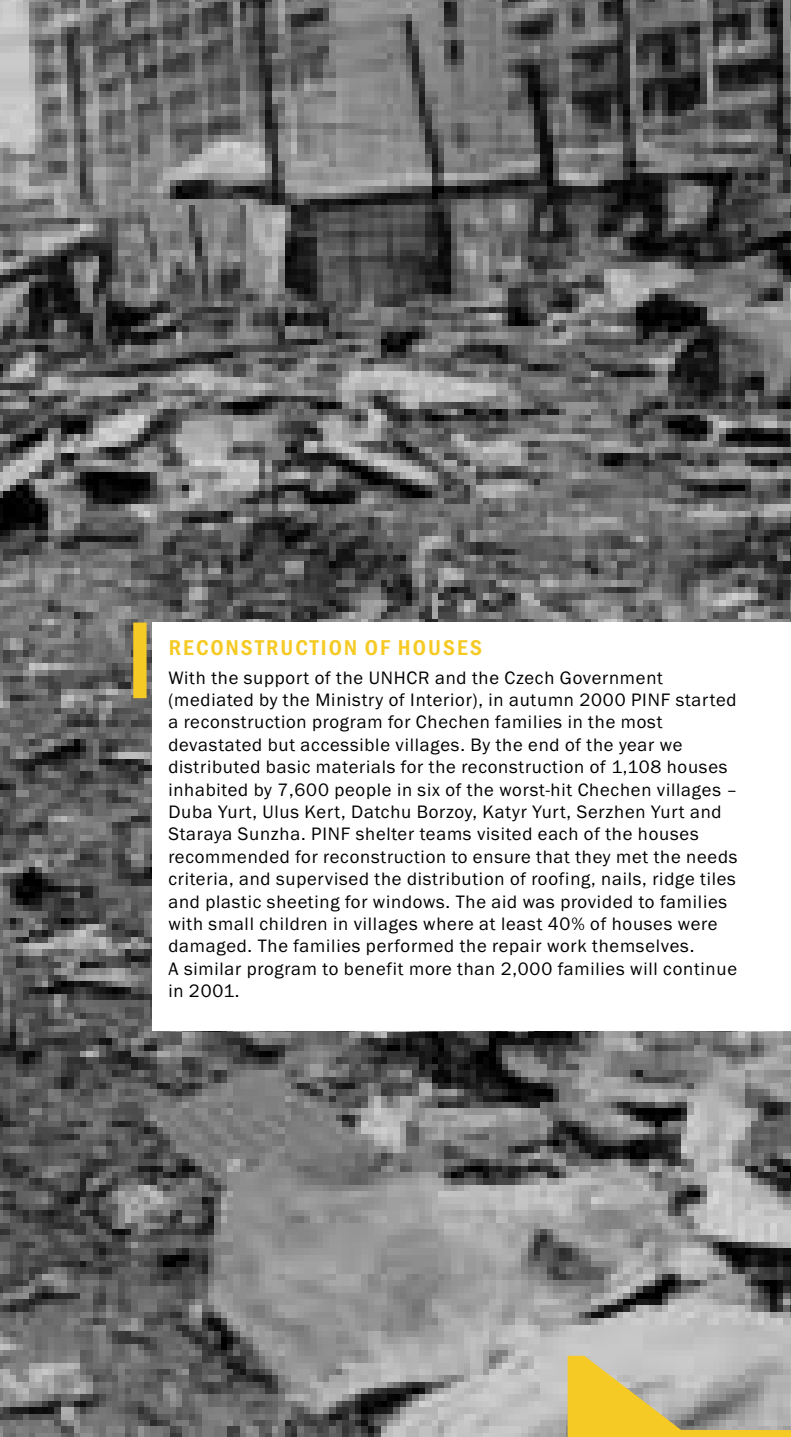 RECONSTRUCTION OF HOUSES
With the support of the UNHCR and the Czech Government
(mediated by the Ministry of Interior), in autumn 2000 PINF started
a reconstruction program for Chechen families in the most
devastated but accessible villages. By the end of the year we
distributed basic materials for the reconstruction of 1,108 houses
inhabited by 7,600 people in six of the worst-hit Chechen villages –
Duba Yurt, Ulus Kert, Datchu Borzoy, Katyr Yurt, Serzhen Yurt and
Staraya Sunzha. PINF shelter teams visited each of the houses
recommended for reconstruction to ensure that they met the needs
criteria, and supervised the distribution of roofing, nails, ridge tiles
and plastic sheeting for windows. The aid was provided to families
with small children in villages where at least 40% of houses were
damaged. The families performed the repair work themselves.
A similar program to benefit more than 2,000 families will continue
in 2001.